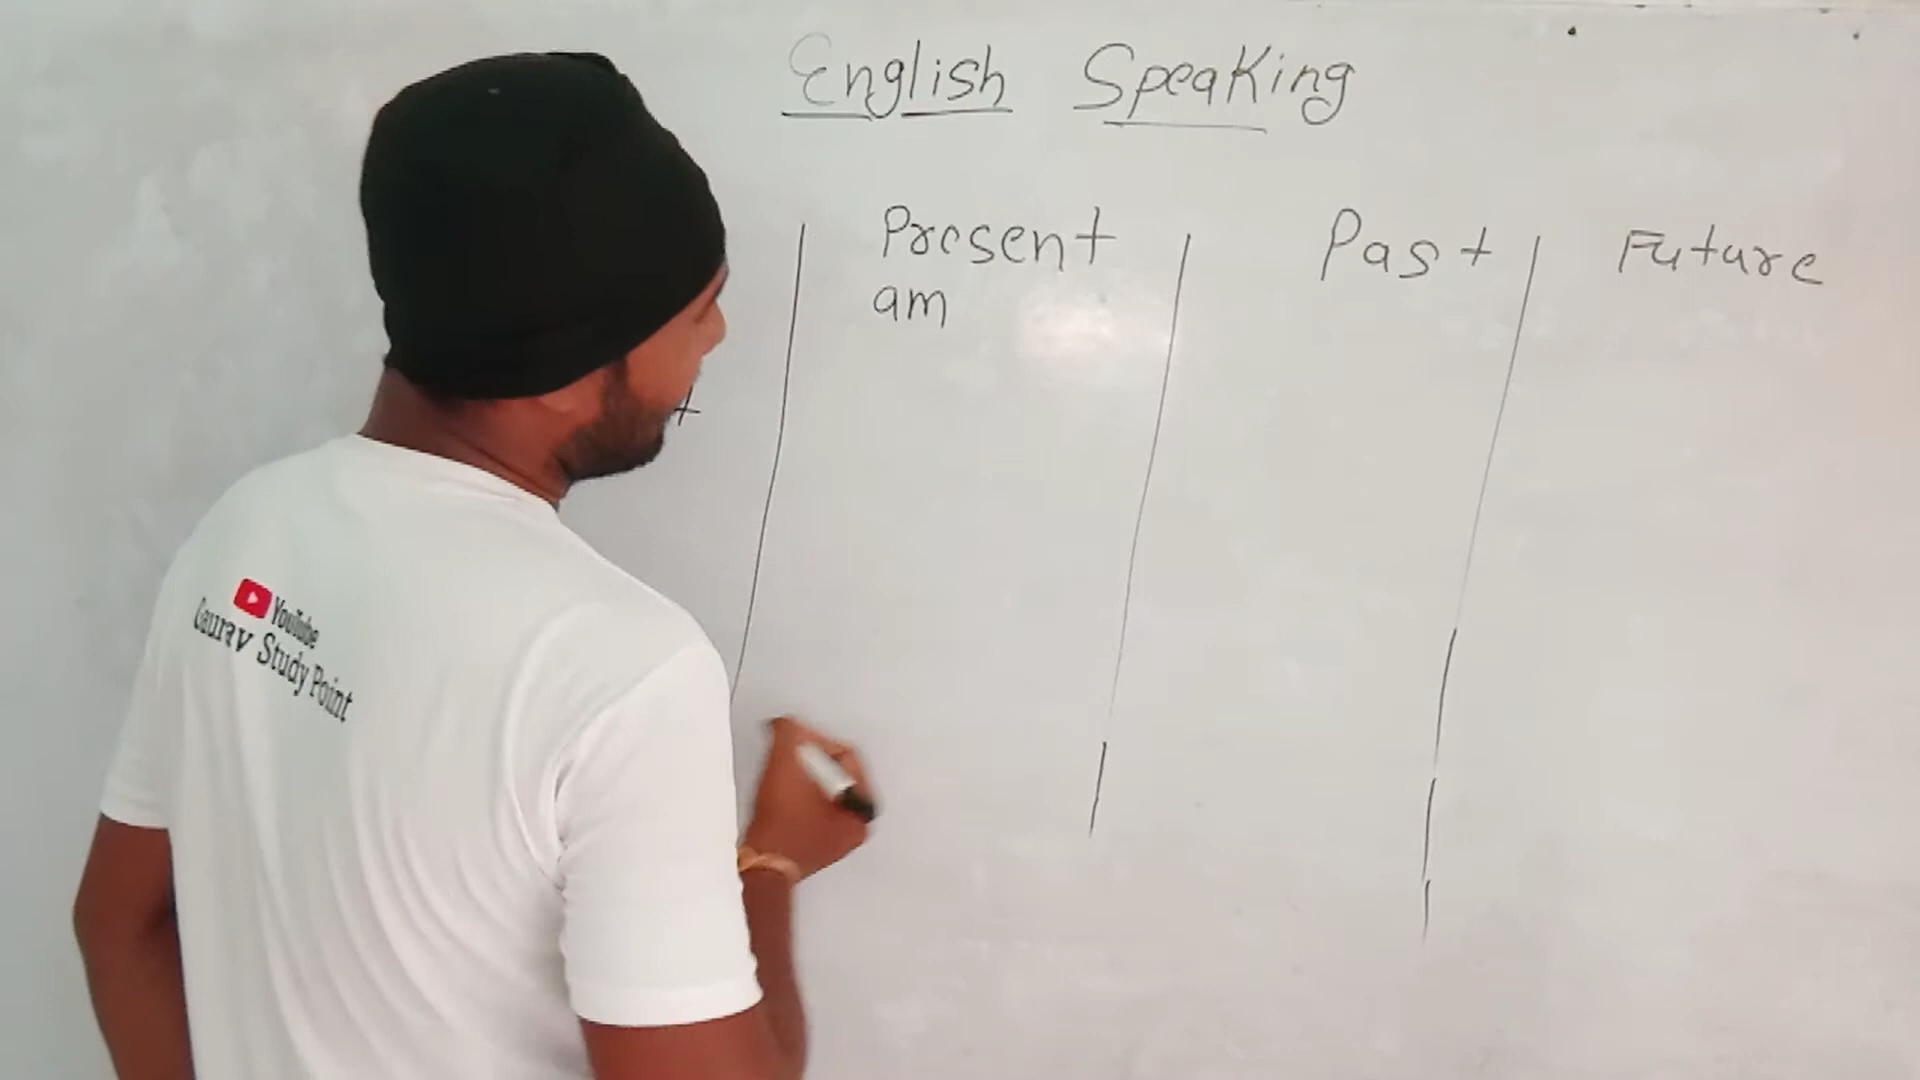 English Speaking
Present
Past
Future
am
YouTube
Gaurav Study Point